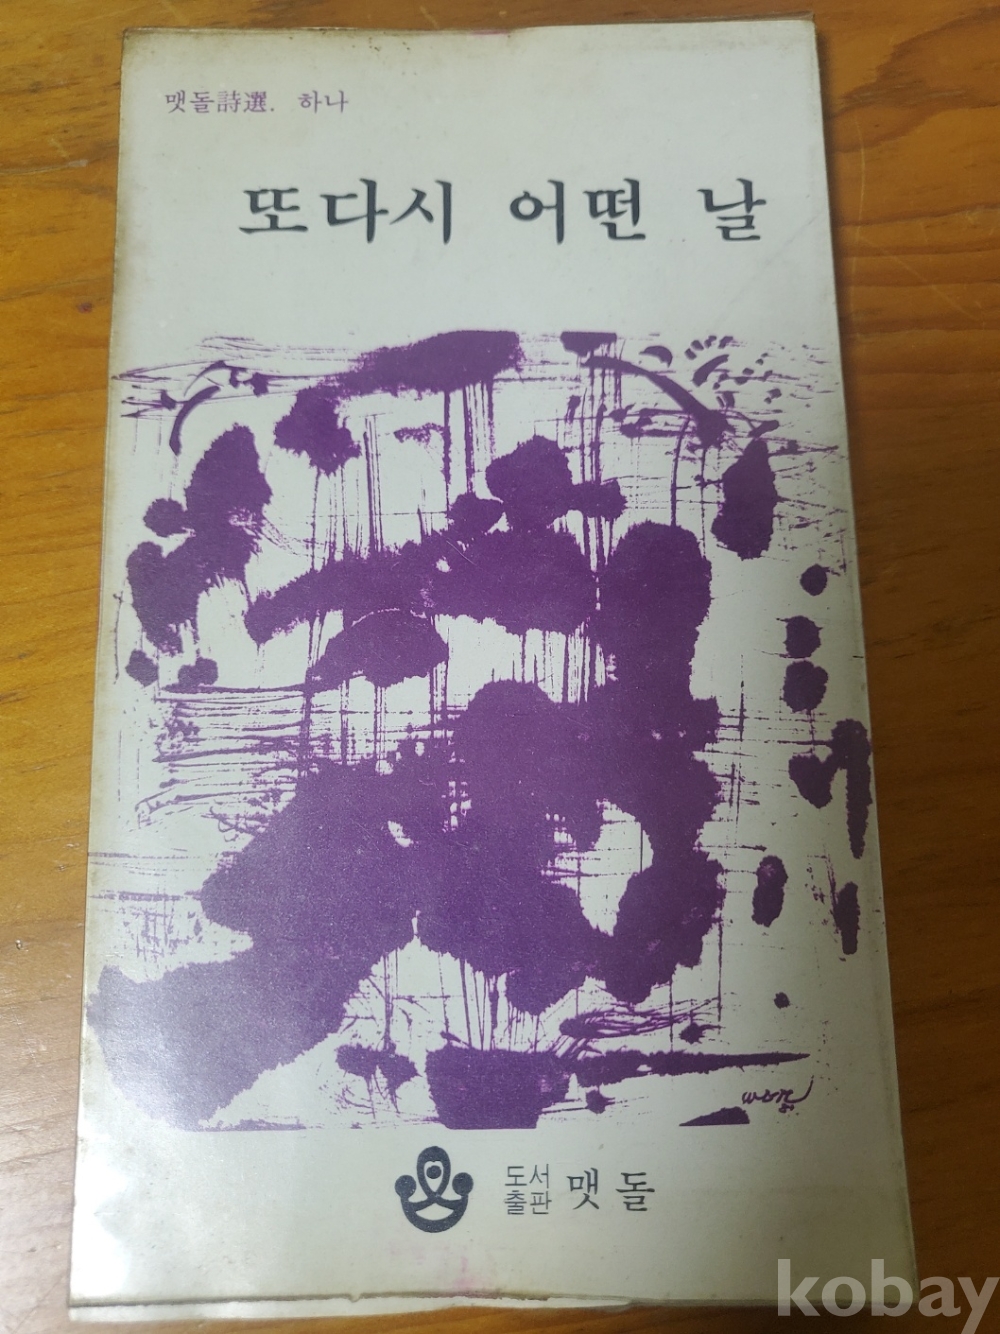 맷돌詩選. 하나
또다시 어떤 날
도서
출판 맷돌
kobay